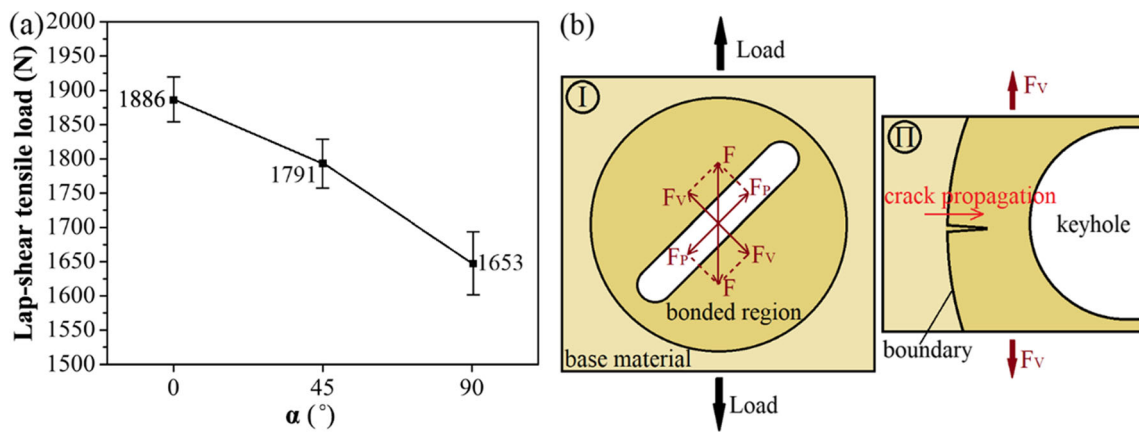 (a)
Lap-shear tensile load (N)
2000
1950
1900
1850
1800
1750
1700
1650
1600
1550
1500
1886
1791
1653
0
45
90
α (°)
(b)
Load
I
F
Fv
FP
FP
Fv
F
bonded region
base material
Load
Fv
Π
crack propagation
keyhole
boundary
Fv